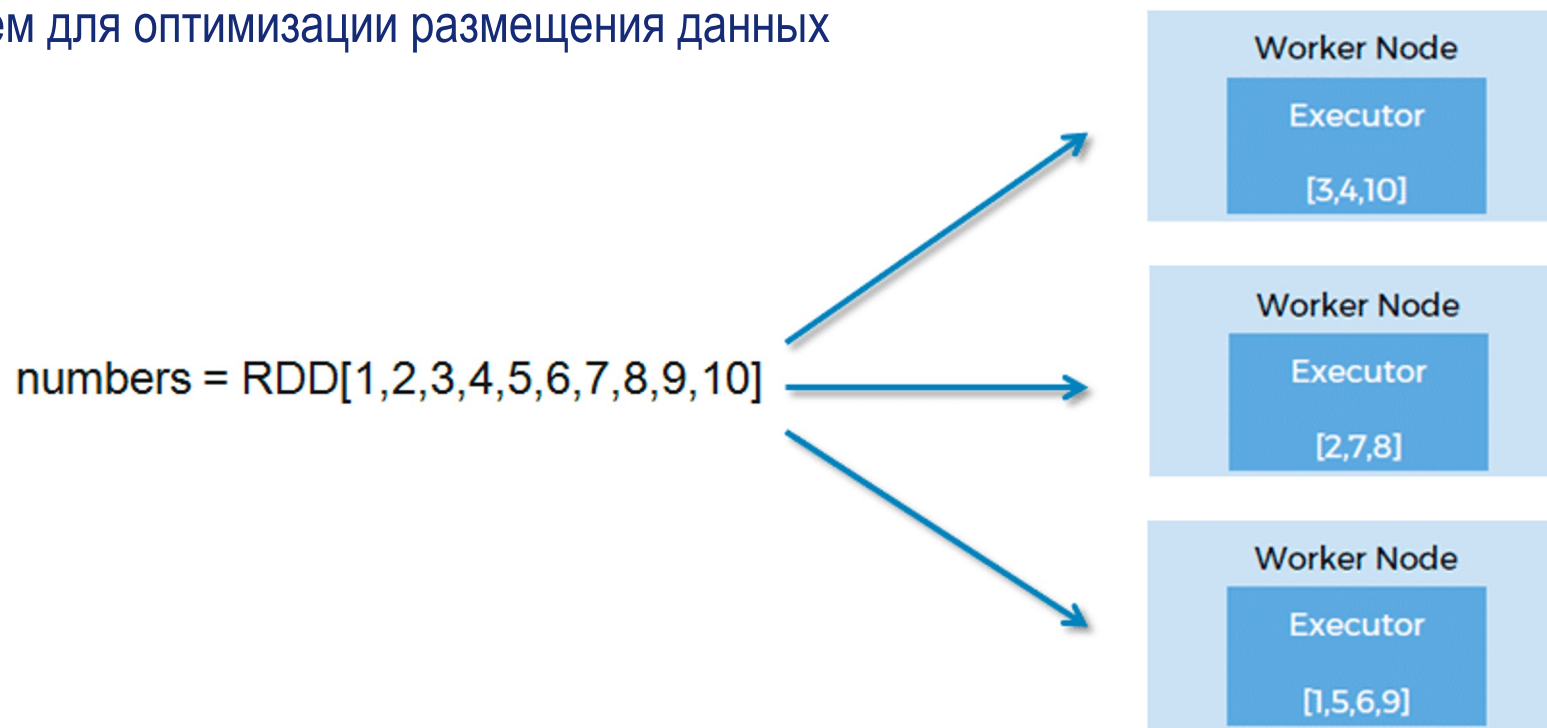 ем для оптимизации размещения данных
Worker Node
Executor
[3,4,10]
numbers = RDD[1,2,3,4,5,6,7,8,9,10]
Worker Node
Executor
[2,7,8]
Worker Node
Executor
[1,5,6,9]